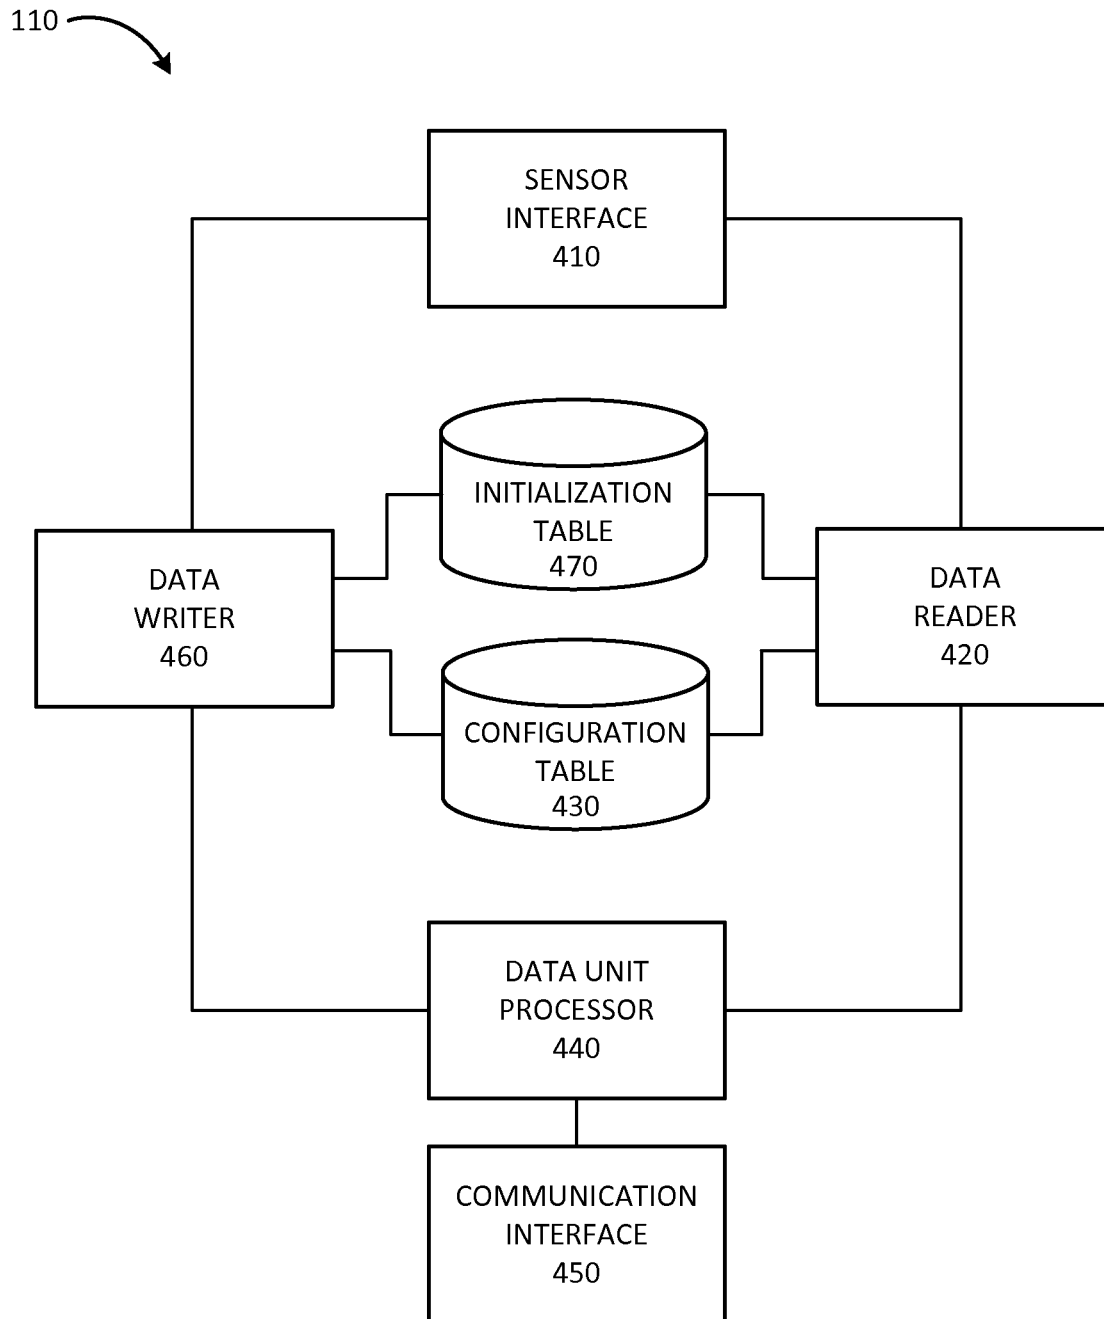 110
SENSOR
INTERFACE
410
INITIALIZATION
TABLE
470
DATA
WRITER
460
DATA
READER
420
CONFIGURATION
TABLE
430
DATA UNIT
PROCESSOR
440
COMMUNICATION
INTERFACE
450